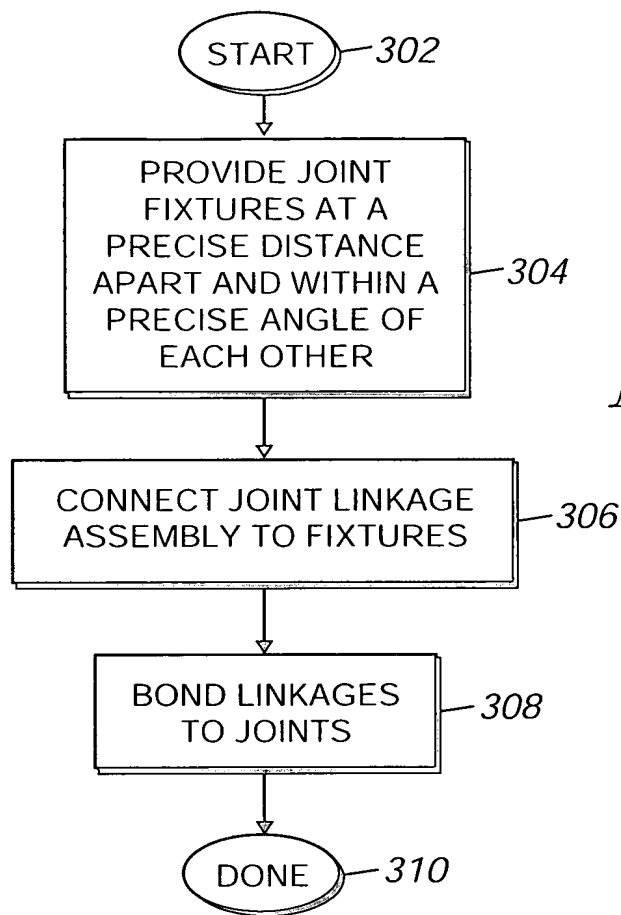 START
302
PROVIDE JOINT
FIXTURES AT A
PRECISE DISTANCE
APART AND WITHIN A
PRECISE ANGLE OF
EACH OTHER
304
CONNECT JOINT LINKAGE
ASSEMBLY TO FIXTURES
306
BOND LINKAGES
TO JOINTS
308
DONE
310